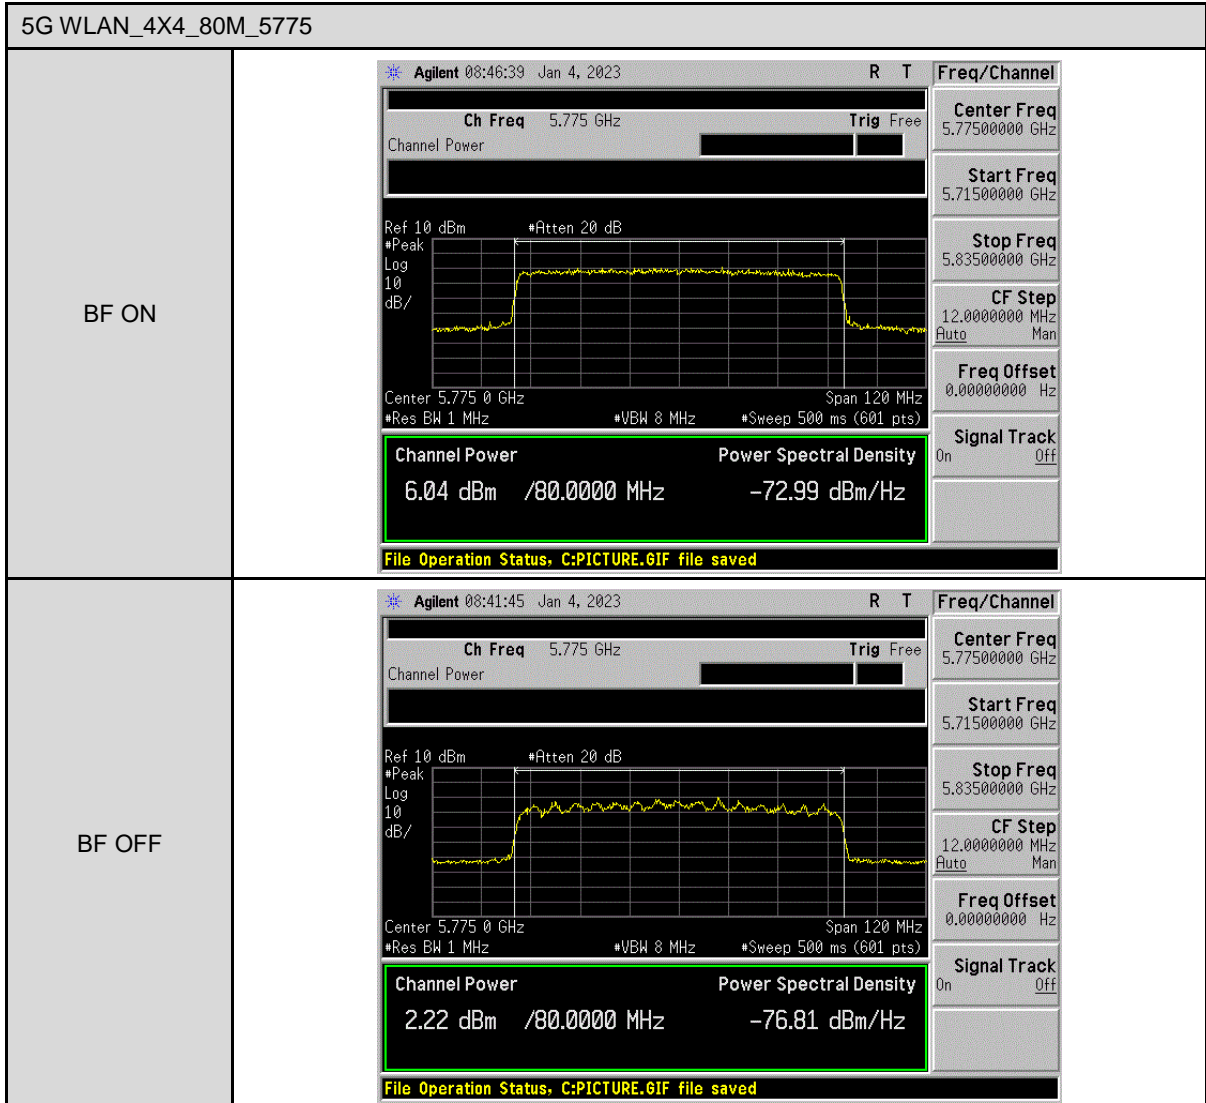 5G WLAN_4X4_80M_5775
BF ON
Agilent 08:46:39 Jan 4, 2023 R T Freq/Channel
Ch Freq 5.775 GHz Trig Free
Channel Power
Center Freq
5.77500000 GHz
Start Freq
5.71500000 GHz
Stop Freq
5.83500000 GHz
CF Step
12.0000000 MHz
Auto Man
Freq Offset
0.00000000 Hz
Signal Track
On Off
Ref 10 dBm #Atten 20 dB
#Peak
Log
10
dB/
Center 5.775 0 GHz Span 120 MHz
#Res BW 1 MHz #VBW 8 MHz #Sweep 500 ms (601 pts)
Channel Power Power Spectral Density
6.04 dBm /80.0000 MHz -72.99 dBm/Hz
File Operation Status, C:PICTURE.GIF file saved
BF OFF
Agilent 08:41:45 Jan 4, 2023 R T Freq/Channel
Ch Freq 5.775 GHz Trig Free
Channel Power
Center Freq
5.77500000 GHz
Start Freq
5.71500000 GHz
Stop Freq
5.83500000 GHz
CF Step
12.0000000 MHz
Auto Man
Freq Offset
0.00000000 Hz
Signal Track
On Off
Ref 10 dBm #Atten 20 dB
#Peak
Log
10
dB/
Center 5.775 0 GHz Span 120 MHz
#Res BW 1 MHz #VBW 8 MHz #Sweep 500 ms (601 pts)
Channel Power Power Spectral Density
2.22 dBm /80.0000 MHz -76.81 dBm/Hz
File Operation Status, C:PICTURE.GIF file saved